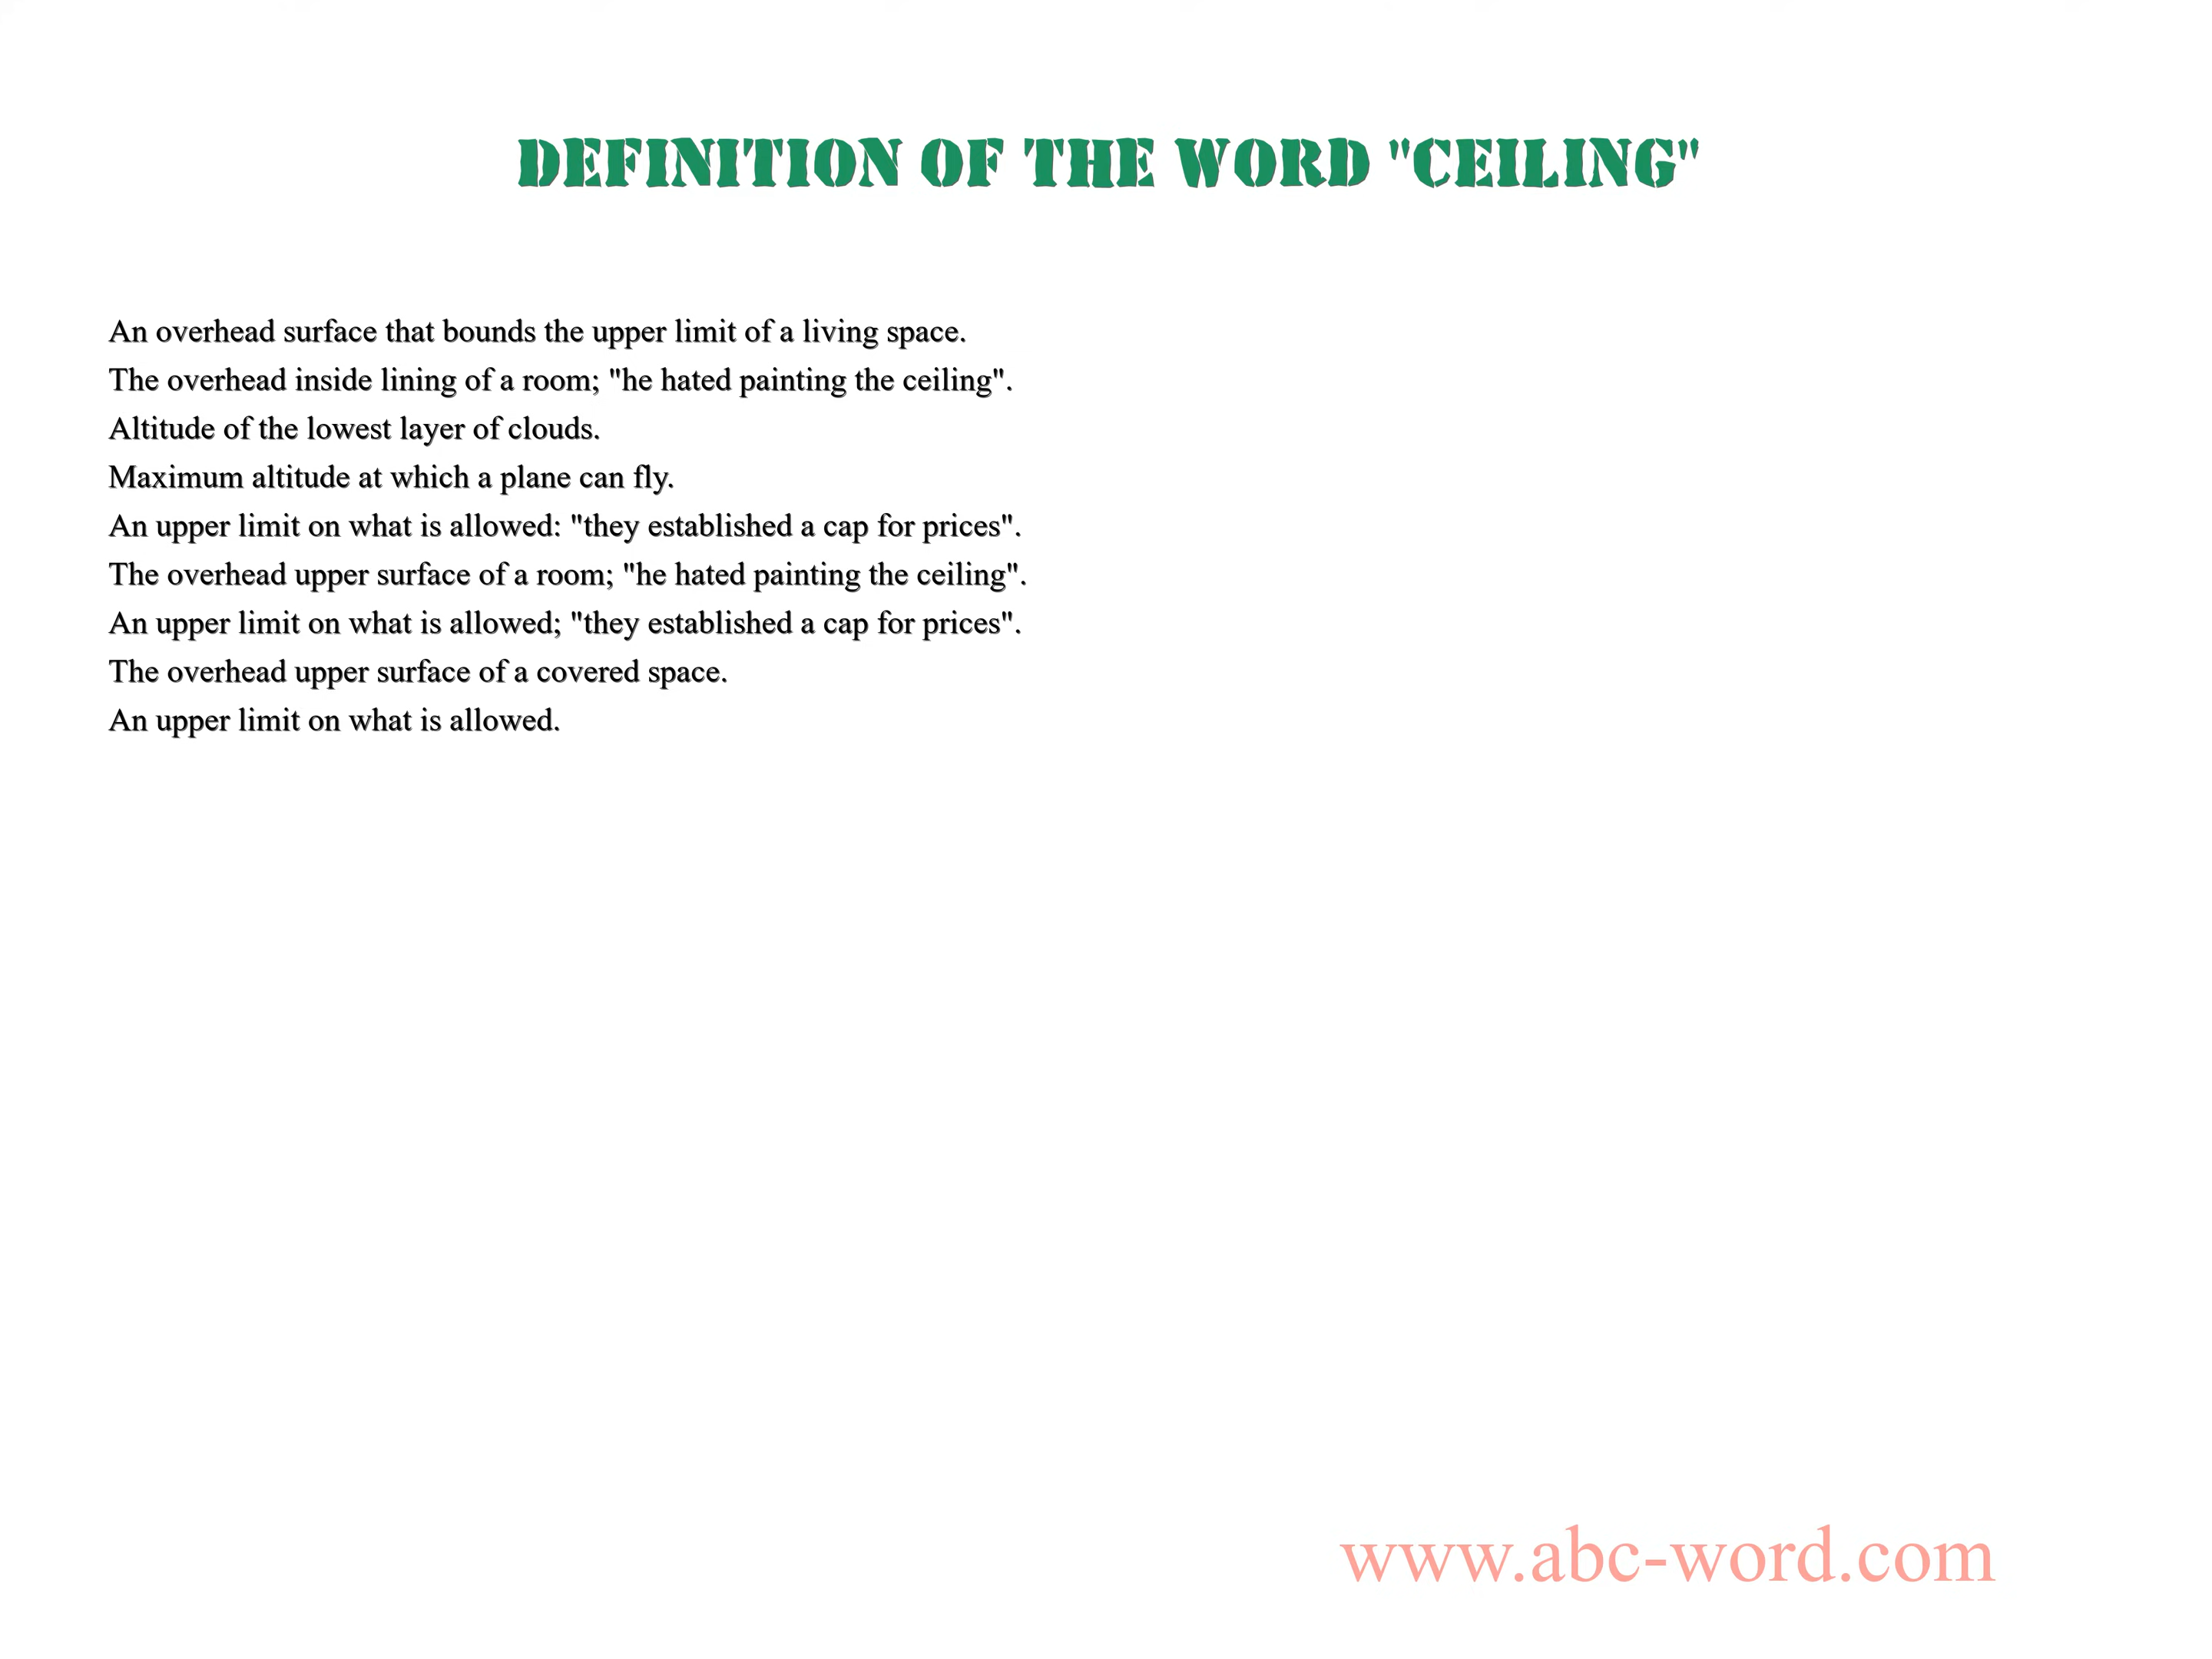 DEFINITION OF THE WORD "CEILING"
An overhead surface that bounds the upper limit of a living space.
The overhead inside lining of a room; "he hated painting the ceiling".
Altitude of the lowest layer of clouds.
Maximum altitude at which a plane can fly.
An upper limit on what is allowed: "they established a cap for prices".
The overhead upper surface of a room; "he hated painting the ceiling".
An upper limit on what is allowed; "they established a cap for prices".
The overhead upper surface of a covered space.
An upper limit on what is allowed.
www.abc-word.com